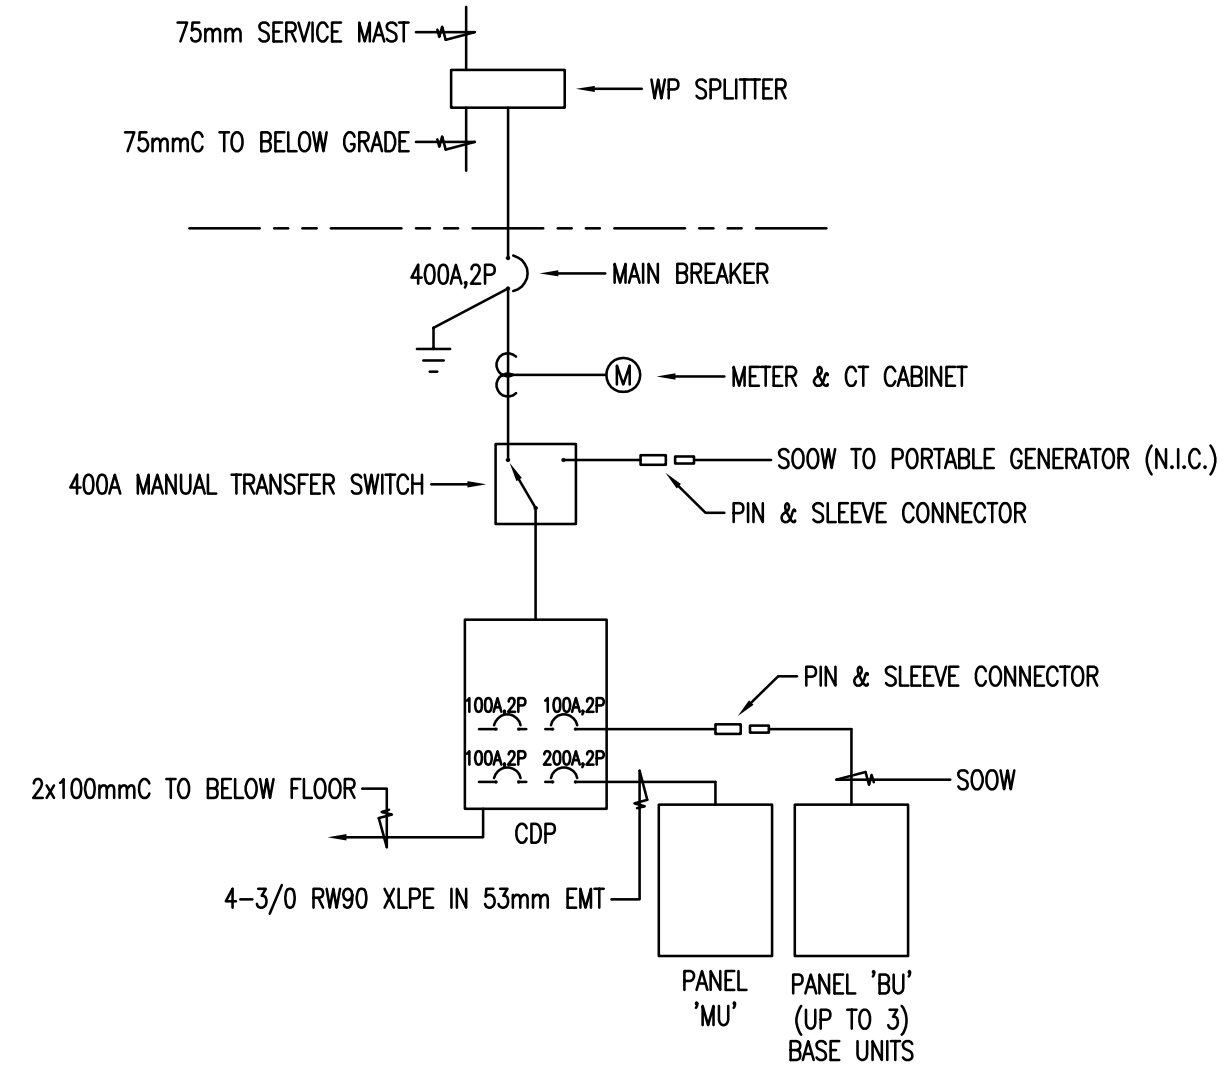 75mm SERVICE MAST
WP SPLITTER
75mmC TO BELOW GRADE
400A,2P
MAIN BREAKER
M
METER & CT CABINET
SOOW TO PORTABLE GENERATOR (N.I.C.)
400A MANUAL TRANSFER SWITCH
PIN & SLEEVE CONNECTOR
PIN & SLEEVE CONNECTOR
100A,2P 100A,2P
100A,2P 200A,2P
SOOW
2x100mmC TO BELOW FLOOR
CDP
4-3/0 RW90 XLPE IN 53mm EMT
PANEL
'MU'
PANEL 'BU'
(UP TO 3)
BASE UNITS